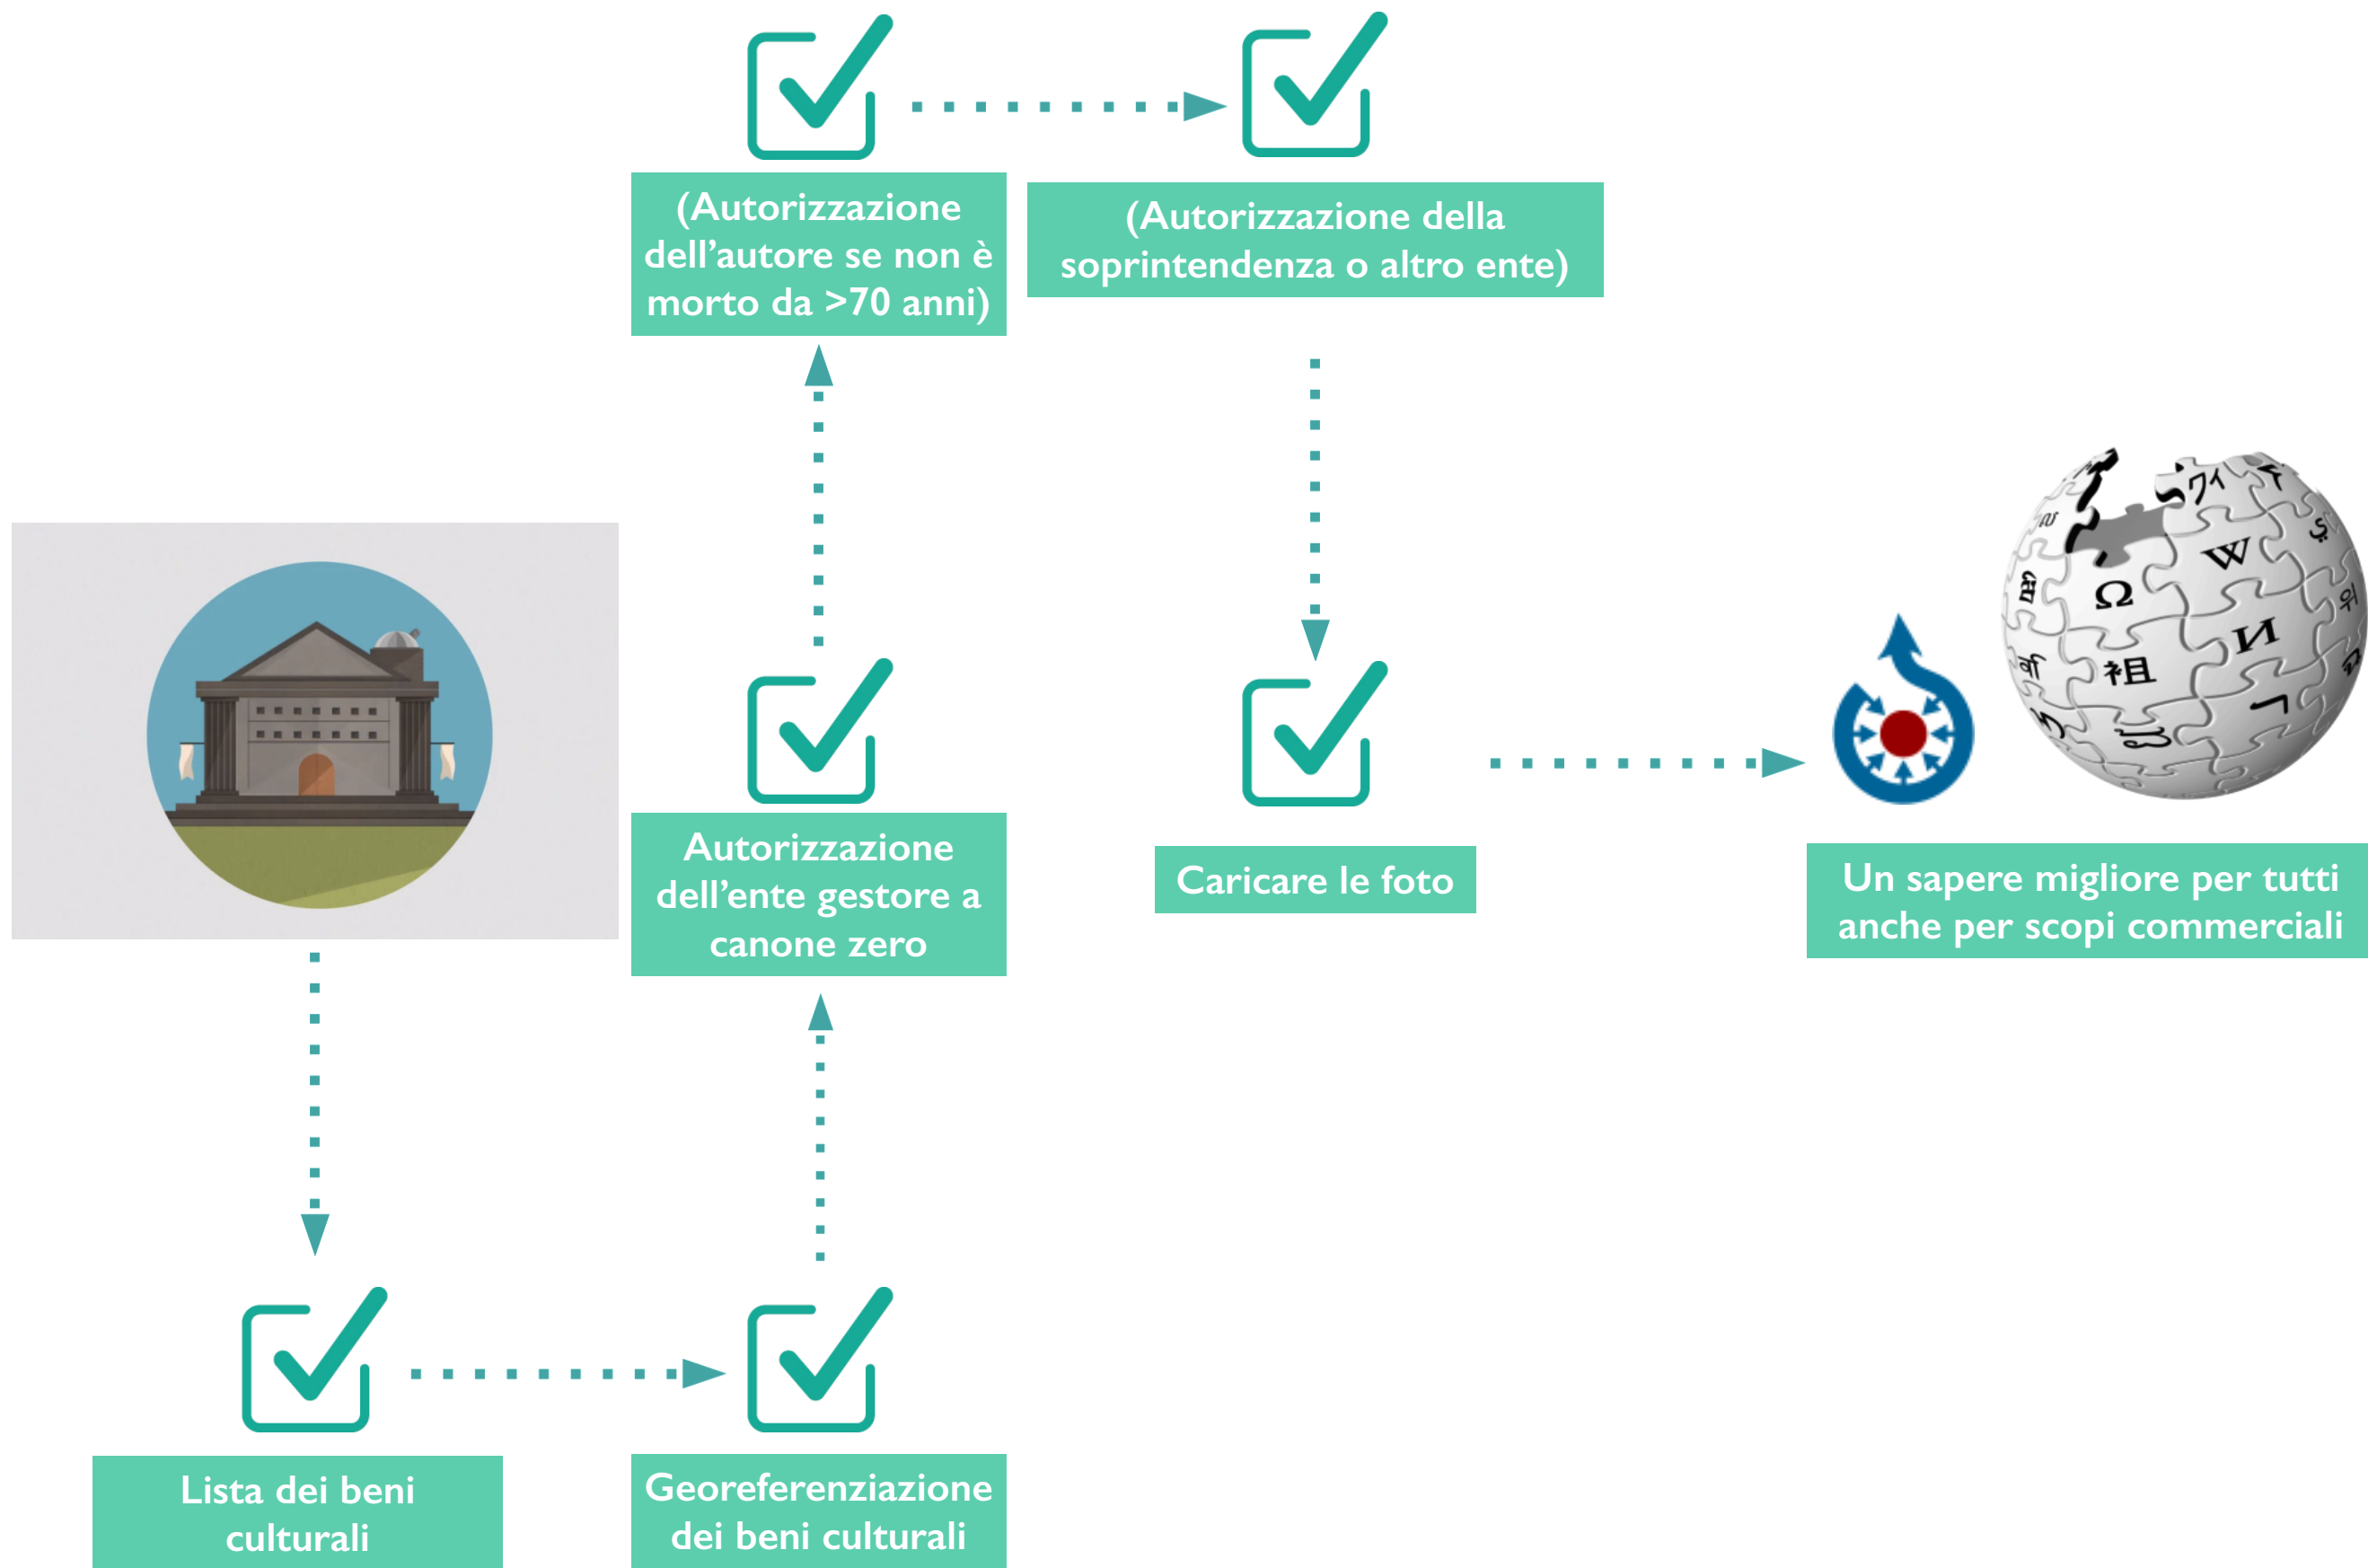 (Autorizzazione
dell'autore se non è
morto da >70 anni)
(Autorizzazione della
soprintendenza o altro ente)
Autorizzazione
dell'ente gestore a
canone zero
Caricare le foto
Un sapere migliore per tutti
anche per scopi commerciali
Lista dei beni
culturali
Georeferenziazione
dei beni culturali
Ω
W
И
祖
위